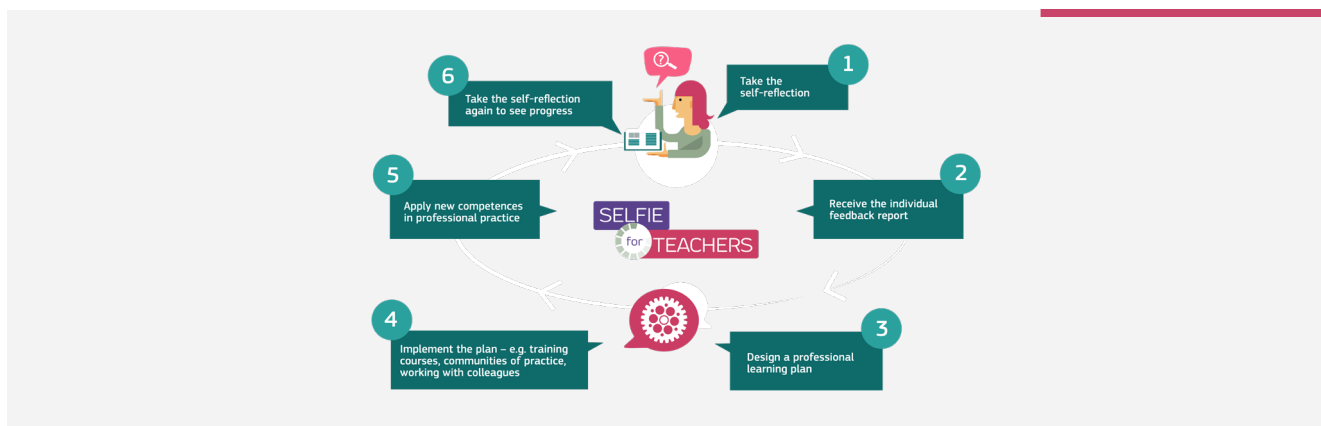 1
Take the
self-reflection
2
Receive the individual
feedback report
3
Design a professional
learning plan
4
Implement the plan – e.g. training
courses, communities of practice,
working with colleagues
5
Apply new competences
in professional practice
6
Take the self-reflection
again to see progress
?
SELFIE
for TEACHERS